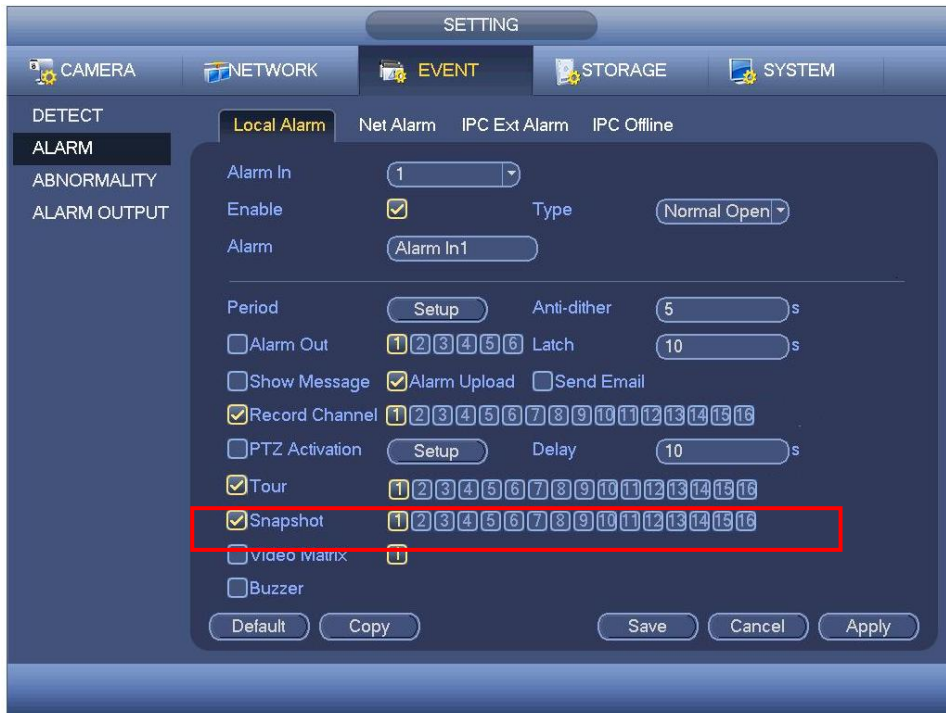 SETTING
CAMERA NETWORK EVENT STORAGE SYSTEM
DETECT
ALARM
ABNORMALITY
ALARM OUTPUT
Local Alarm Net Alarm IPC Ext Alarm IPC Offline
Alarm In 1
Enable Type Normal Open
Alarm Alarm In1
Period Setup Anti-dither 5 s
Alarm Out 1 2 3 4 5 6 Latch 10 s
Show Message Alarm Upload Send Email
Record Channel 1 2 3 4 5 6 7 8 9 10 11 12 13 14 15 16
PTZ Activation Setup Delay 10 s
Tour 1 2 3 4 5 6 7 8 9 10 11 12 13 14 15 16
Snapshot 1 2 3 4 5 6 7 8 9 10 11 12 13 14 15 16
Video Matrix 1
Buzzer
Default Copy Save Cancel Apply